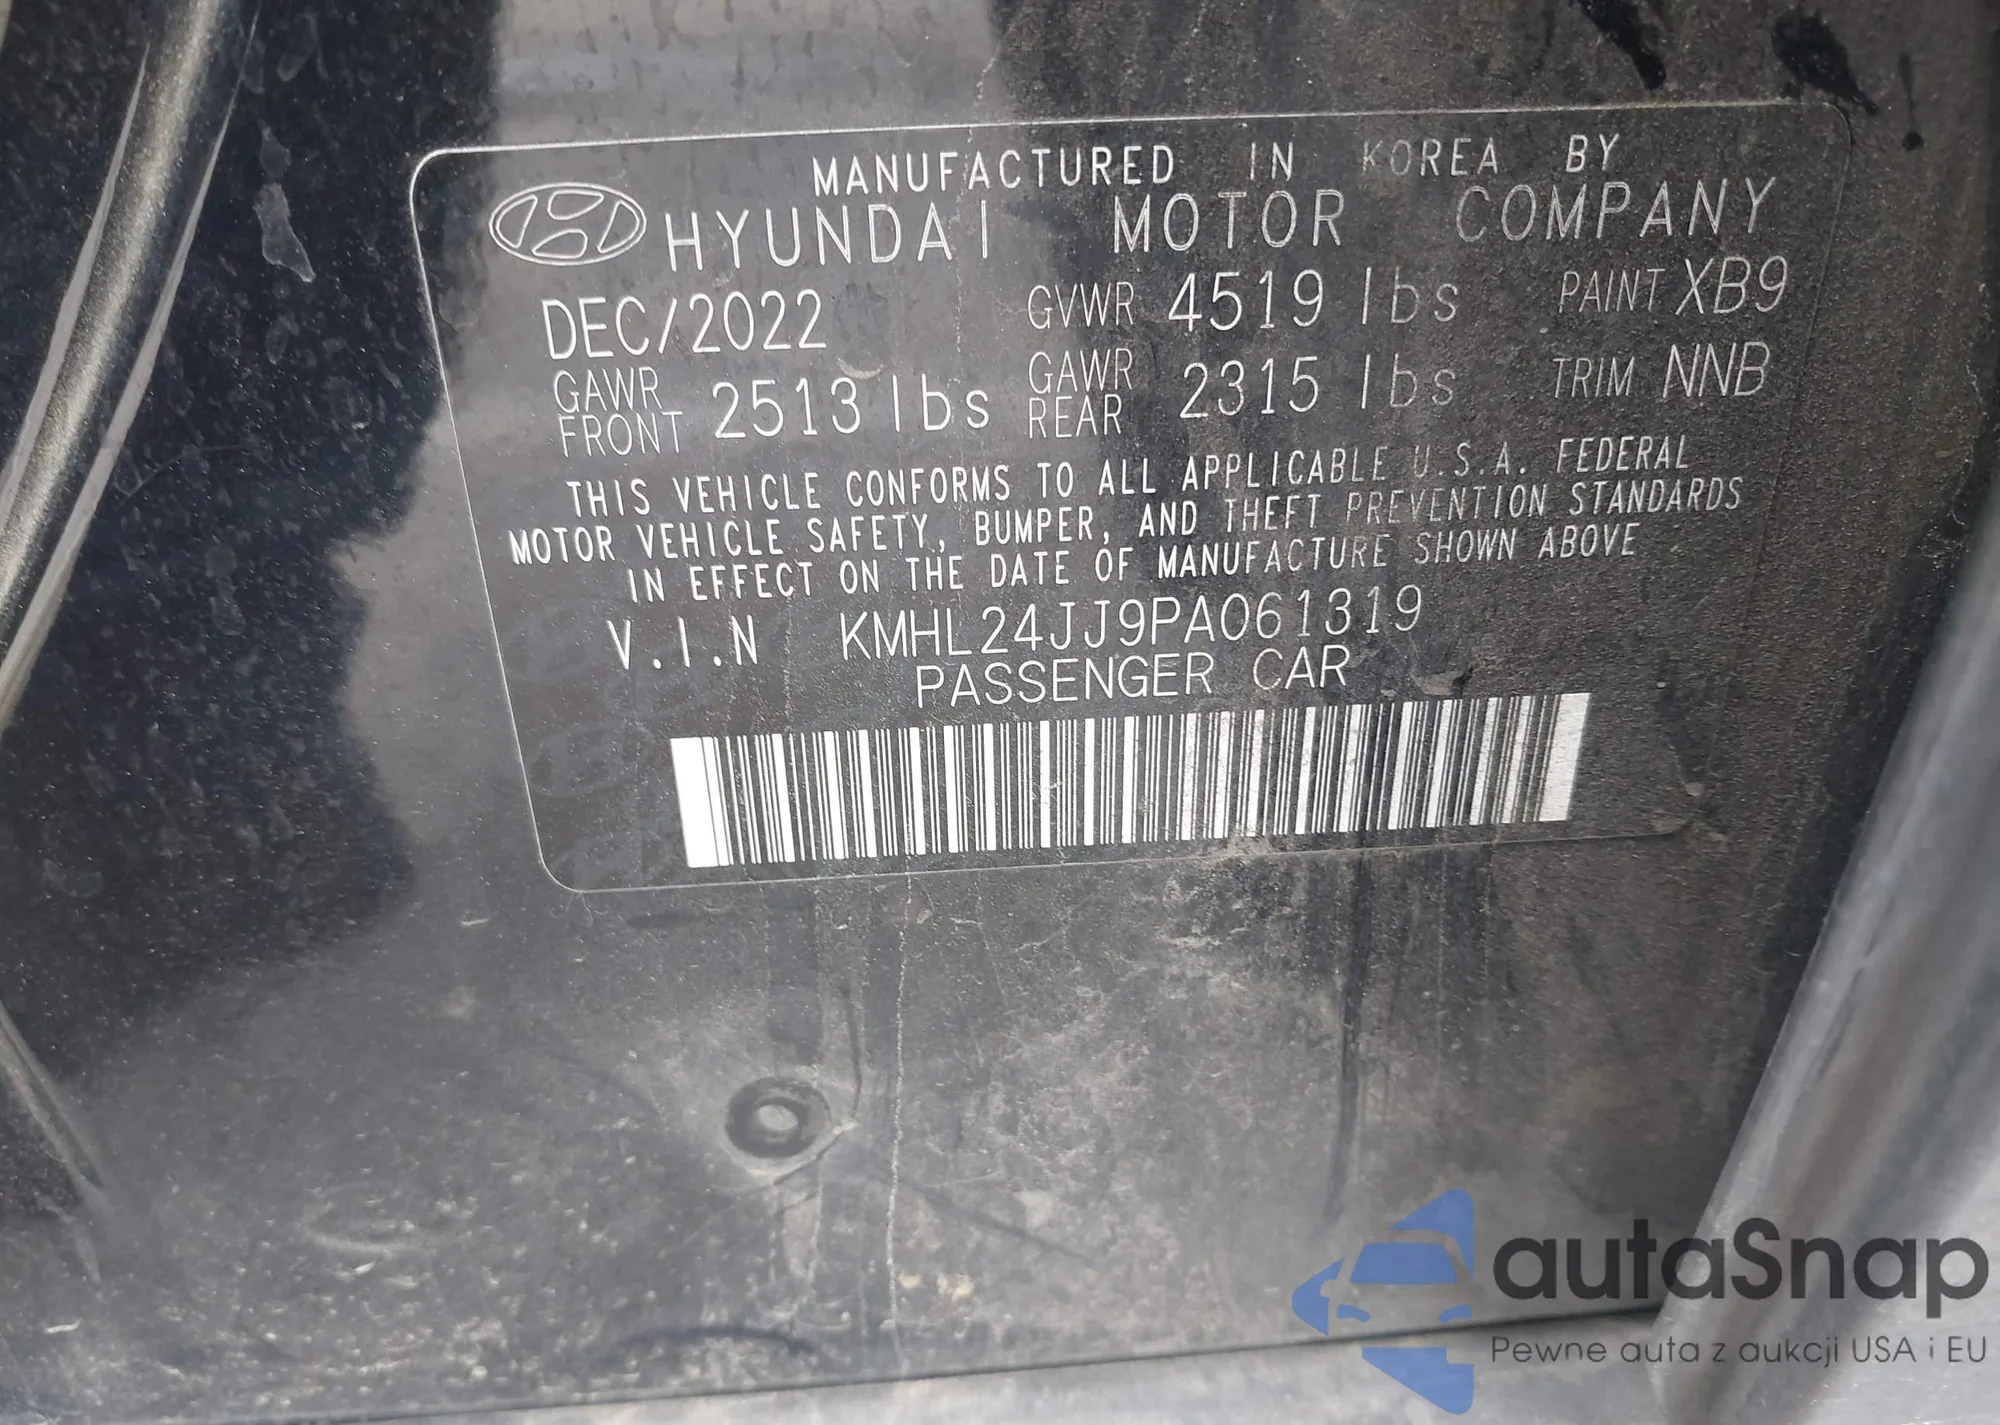 MANUFACTURED IN KOREA BY
HYUNDAI MOTOR COMPANY
DEC/2022 GVWR 4519 lbs PAINT XB9
GAWR FRONT 2513 lbs GAWR REAR 2315 lbs TRIM NNB
THIS VEHICLE CONFORMS TO ALL APPLICABLE U.S.A. FEDERAL
MOTOR VEHICLE SAFETY, BUMPER, AND THEFT PREVENTION STANDARDS
IN EFFECT ON THE DATE OF MANUFACTURE SHOWN ABOVE
V.I.N KMHL24JJ9PA061319
PASSENGER CAR
autaSnap
Pewne auta z aukcji USA i EU